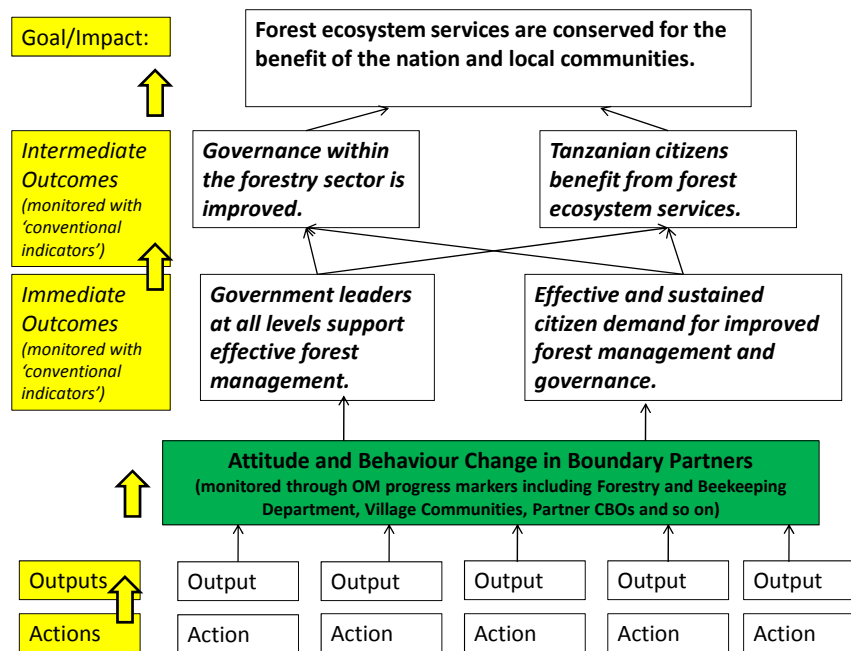 Goal/Impact:
Forest ecosystem services are conserved for the
benefit of the nation and local communities.
Intermediate
Outcomes
(monitored with
‘conventional
indicators’)
Governance within
the forestry sector is
improved.
Tanzanian citizens
benefit from forest
ecosystem services.
Immediate
Outcomes
(monitored with
‘conventional
indicators’)
Government leaders
at all levels support
effective forest
management.
Effective and sustained
citizen demand for improved
forest management and
governance.
Attitude and Behaviour Change in Boundary Partners
(monitored through OM progress markers including Forestry and Beekeeping
Department, Village Communities, Partner CBOs and so on)
Outputs
Output
Output
Output
Output
Output
Actions
Action
Action
Action
Action
Action